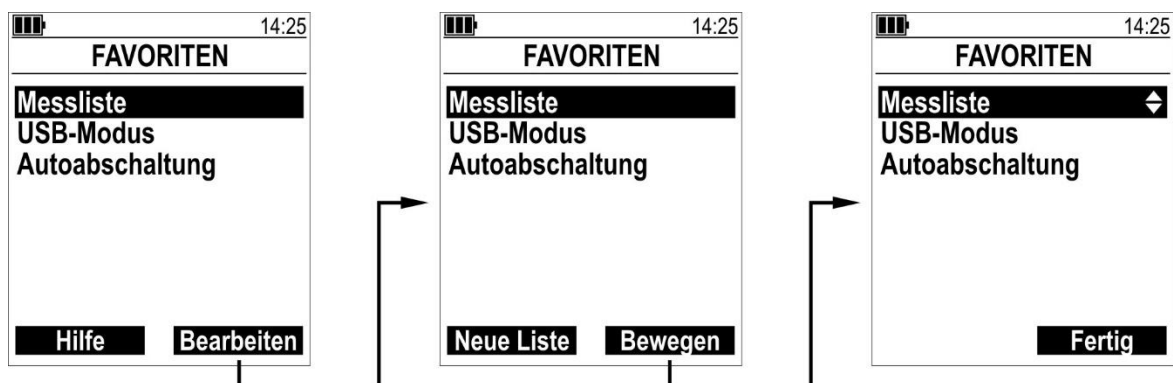 14:25
FAVORITEN
Messliste
USB-Modus
Autoabschaltung
Hilfe Bearbeiten
14:25
FAVORITEN
Messliste
USB-Modus
Autoabschaltung
Neue Liste Bewegen
14:25
FAVORITEN
Messliste
USB-Modus
Autoabschaltung
Fertig